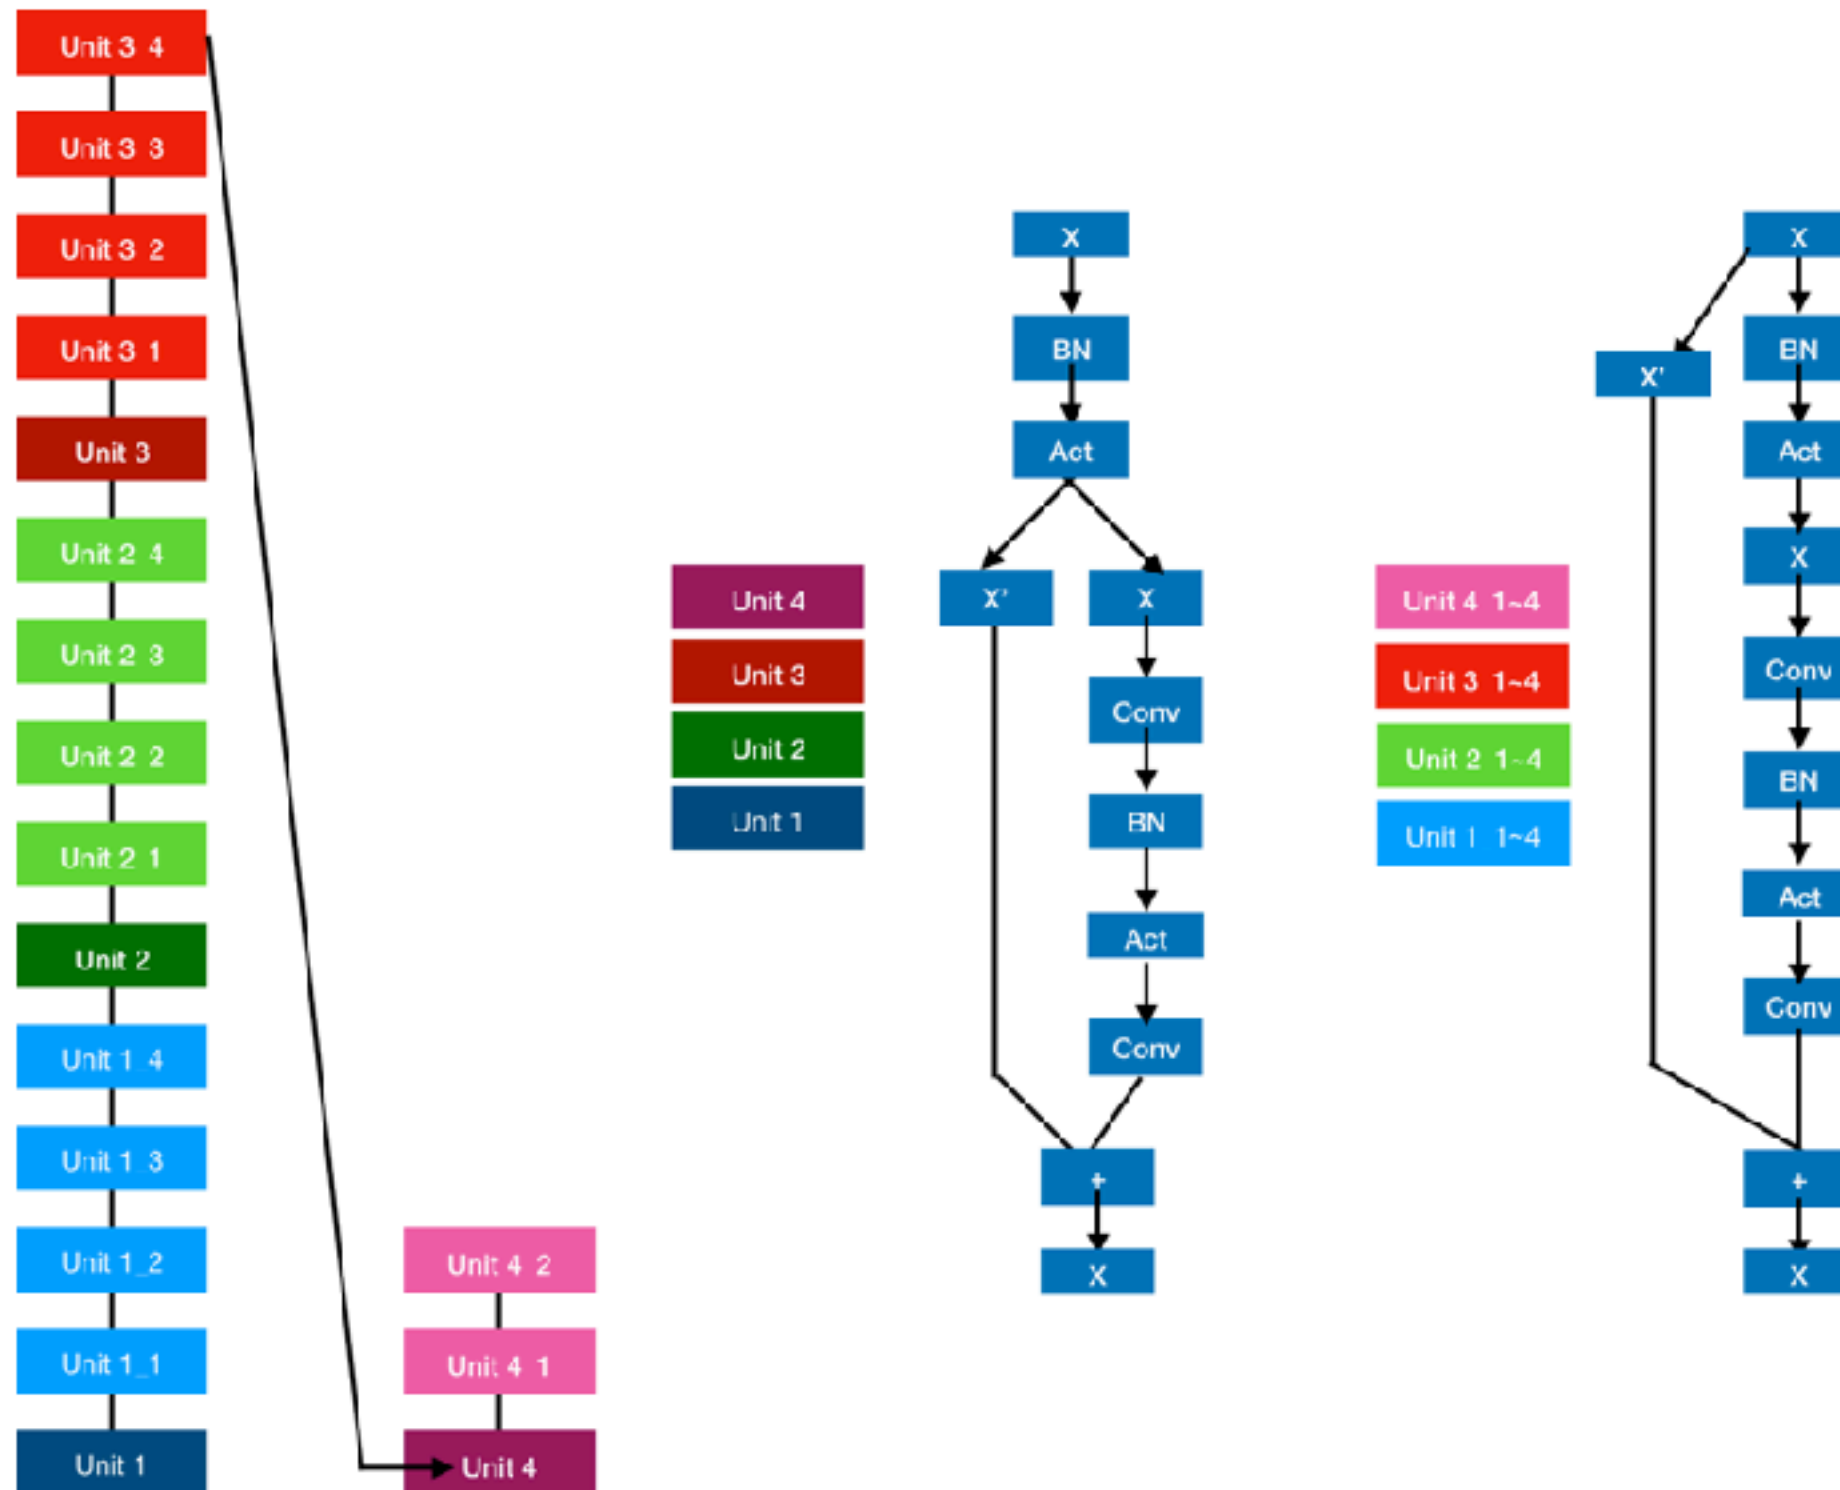 Unit 3 4
Unit 3 3
Unit 3 2
Unit 3 1
Unit 3
Unit 2 4
Unit 2 3
Unit 2 2
Unit 2 1
Unit 2
Unit 1_4
Unit 1_3
Unit 1_2
Unit 1_1
Unit 1
Unit 4 2
Unit 4 1
Unit 4
Unit 4
Unit 3
Unit 2
Unit 1
X
BN
Act
X'
X
Conv
BN
Act
Conv
+
X
Unit 4 1~4
Unit 3 1~4
Unit 2 1~4
Unit 1 1~4
X
X'
BN
Act
X
Conv
BN
Act
Conv
+
X